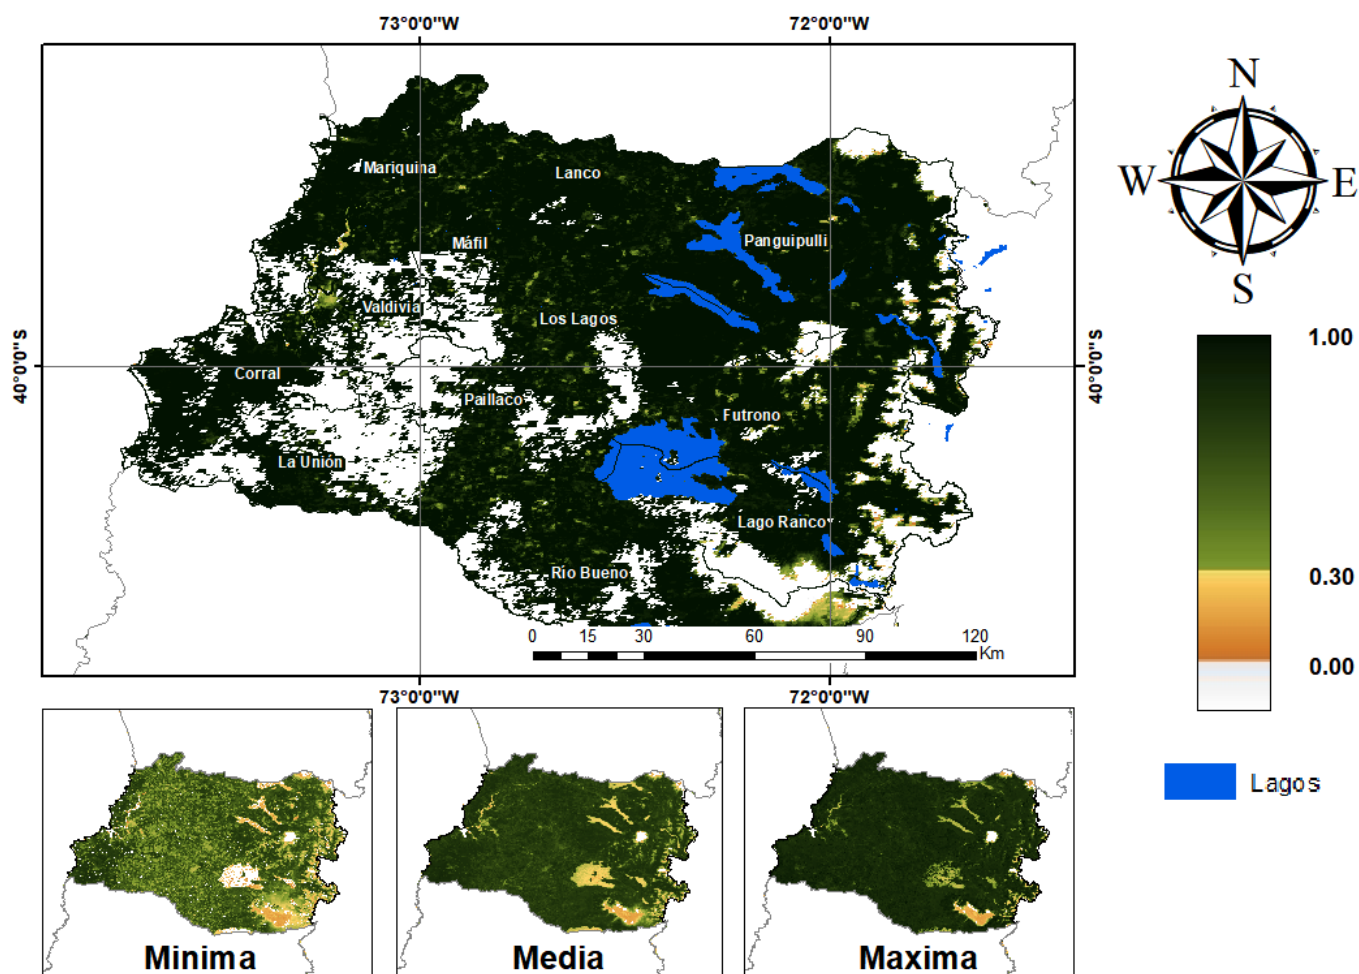 73°0'0"W 72°0'0"W
N
W E
S
Mariquina
Lanco
Máfil
Panguipulli
Valdivia
Los Lagos
40°0'0"S
40°0'0"S
Corral
Paillaco
Futrono
La Unión
Lago Ranco
Río Bueno
0 15 30 60 90 120
Km
73°0'0"W 72°0'0"W
1.00
0.30
0.00
Lagos
Minima
Media
Maxima